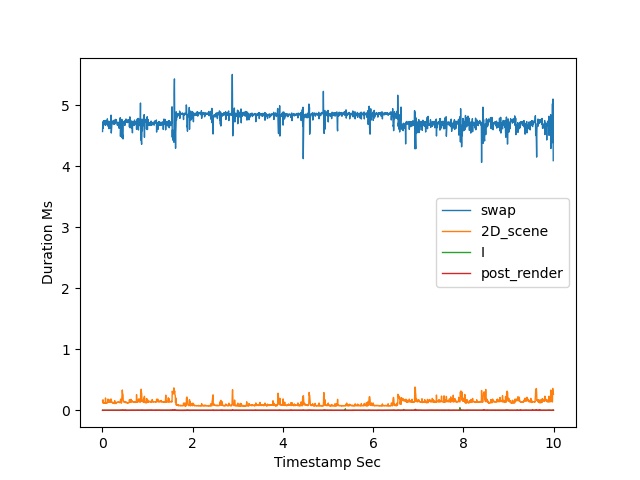 5
4
3
2
1
0
Duration Ms
swap
2D_scene
I
post_render
0 2 4 6 8 10
Timestamp Sec